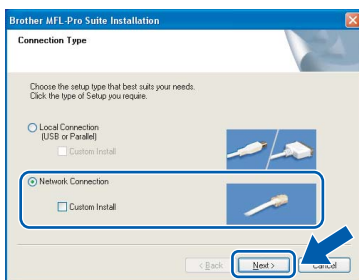 Brother MFL-Pro Suite Installation
Connection Type
Choose the setup type that best suits your needs.
Click the type of Setup you require.
Local Connection
(USB or Parallel)
Custom Install
Network Connection
Custom Install
< Back
Next >
Cancel